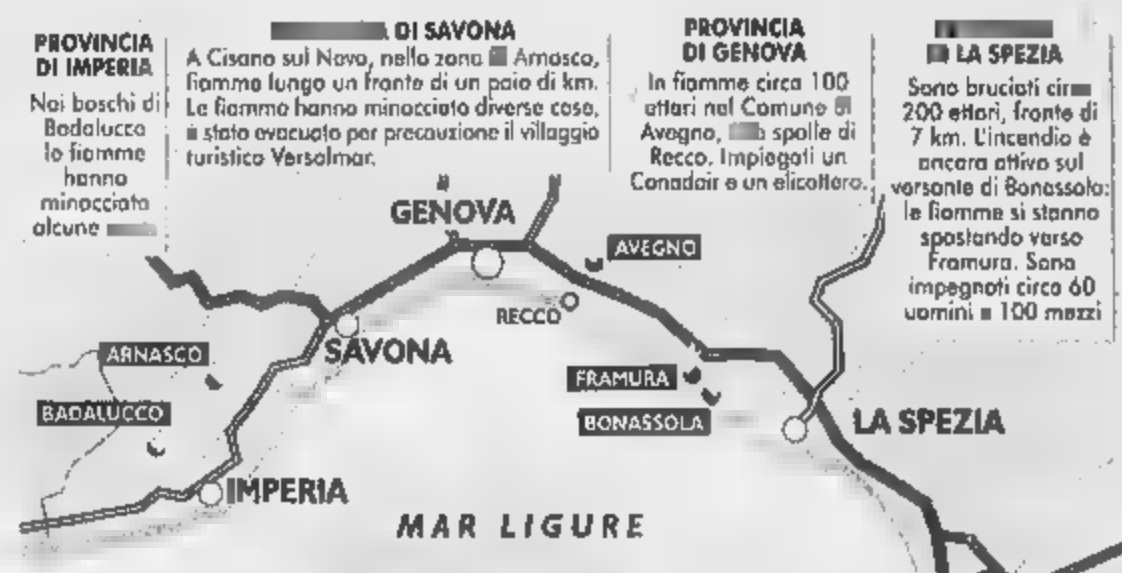 PROVINCIA
DI IMPERIA
Nei boschi di
Badalucco
le fiamme
hanno
minacciato
alcune
DI SAVONA
A Cisano sul Neva, nella zona Arnasco,
fiamme lungo un fronte di un paio di km.
Le fiamme hanno minacciato diverse case,
è stato evacuato per precauzione il villaggio
turistico Versolmar.
PROVINCIA
DI GENOVA
In fiamme circa 100
ettari nel Comune di
Avegno, spalle di
Recco. Impiegati un
Canadair e un elicottero.
LA SPEZIA
Sono bruciati
200 ettari, fronte di
7 km. L'incendio è
ancora attivo sul
versante di Bonassola:
le fiamme si stanno
spostando verso
Framura. Sono
impegnati circa 60
uomini e 100 mezzi
GENOVA
AVEGNO
RECCO
SAVONA
ARNASCO
FRAMURA
BADALUCCO
BONASSOLA
LA SPEZIA
IMPERIA
MAR LIGURE